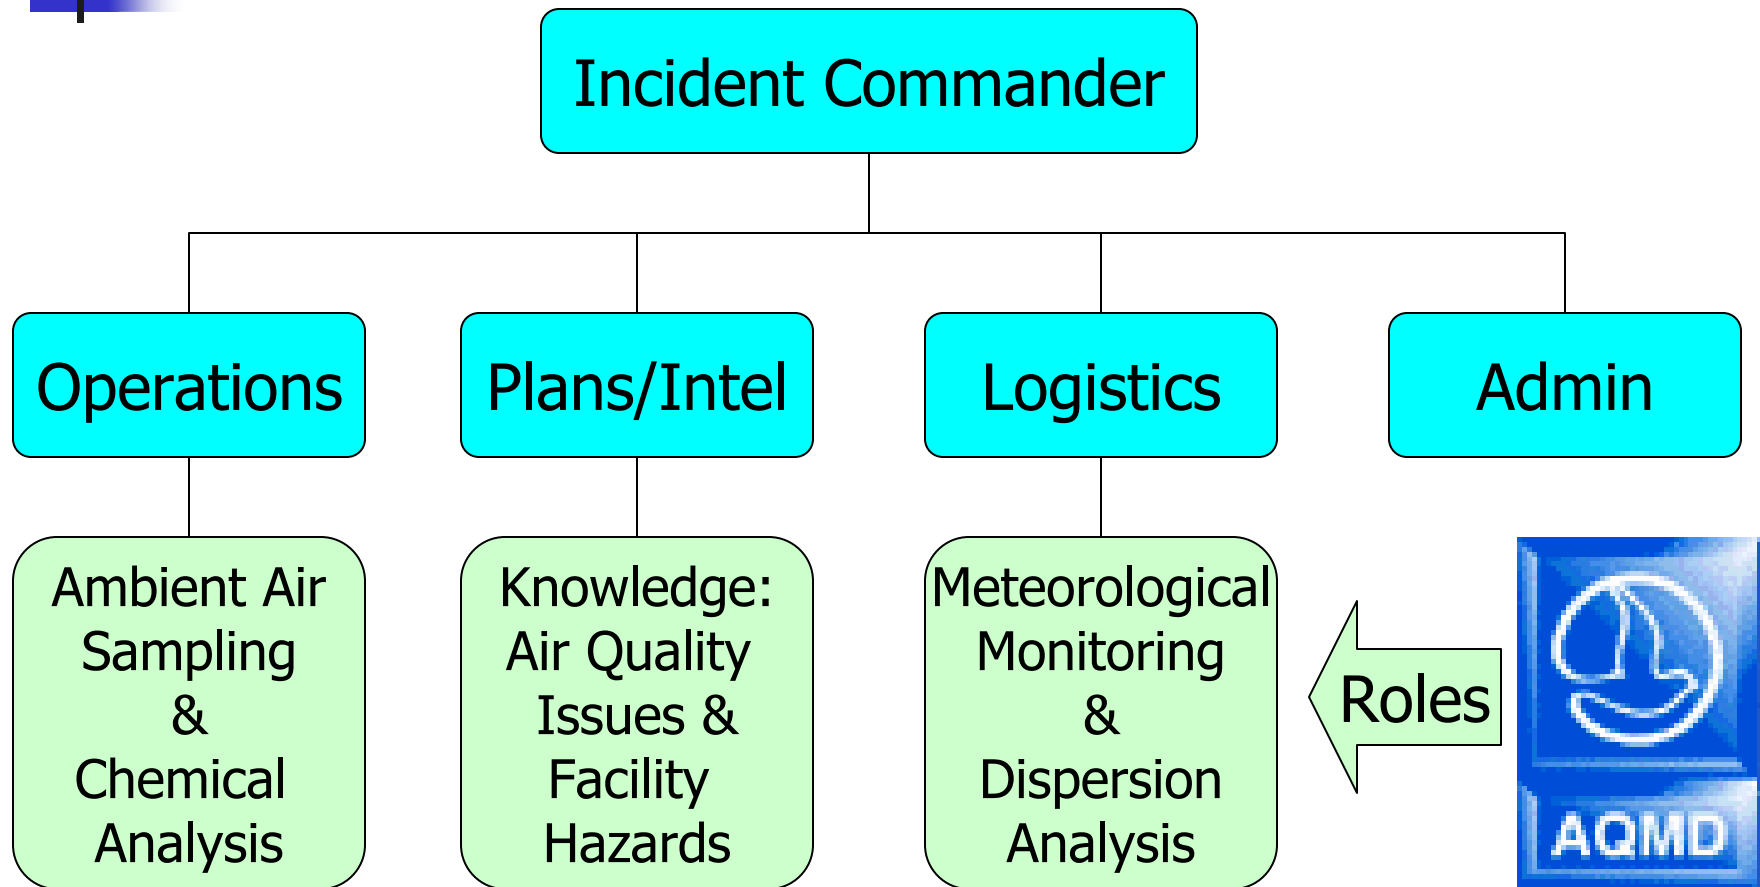 Incident Commander
Operations
Plans/Intel
Logistics
Admin
Ambient Air
Sampling
&
Chemical
Analysis
Knowledge:
Air Quality
Issues &
Facility
Hazards
Meteorological
Monitoring
&
Dispersion
Analysis
Roles
AQMD